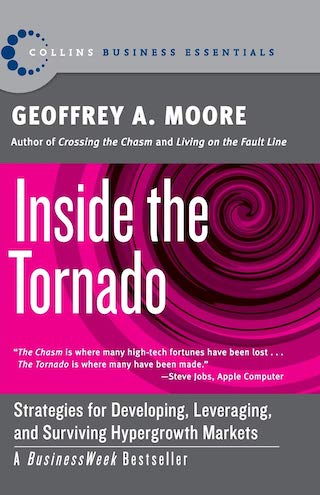 COLLINS BUSINESS ESSENTIALS
GEOFFREY A. MOORE
Author of Crossing the Chasm and Living on the Fault Line
Inside the
Tornado
"The Chasm is where many high-tech fortunes have been lost . . .
The Tornado is where many have been made."
—Steve Jobs, Apple Computer
Strategies for Developing, Leveraging,
and Surviving Hypergrowth Markets
A BusinessWeek Bestseller